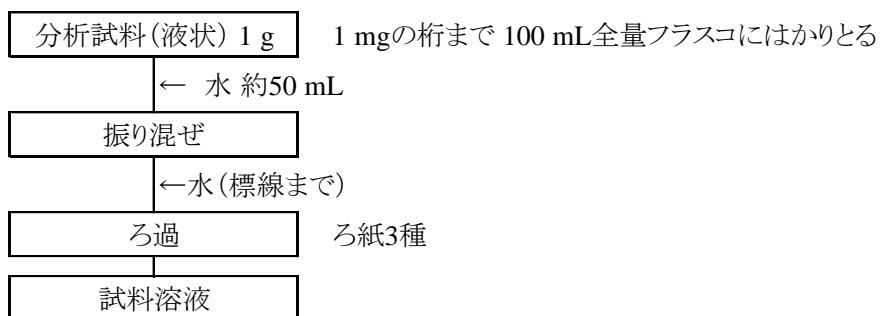 分析試料(液状) 1 g 1 mgの桁まで 100 mL全量フラスコにはかりとる
← 水 約50 mL
振り混ぜ
←水(標線まで)
ろ過 ろ紙3種
試料溶液